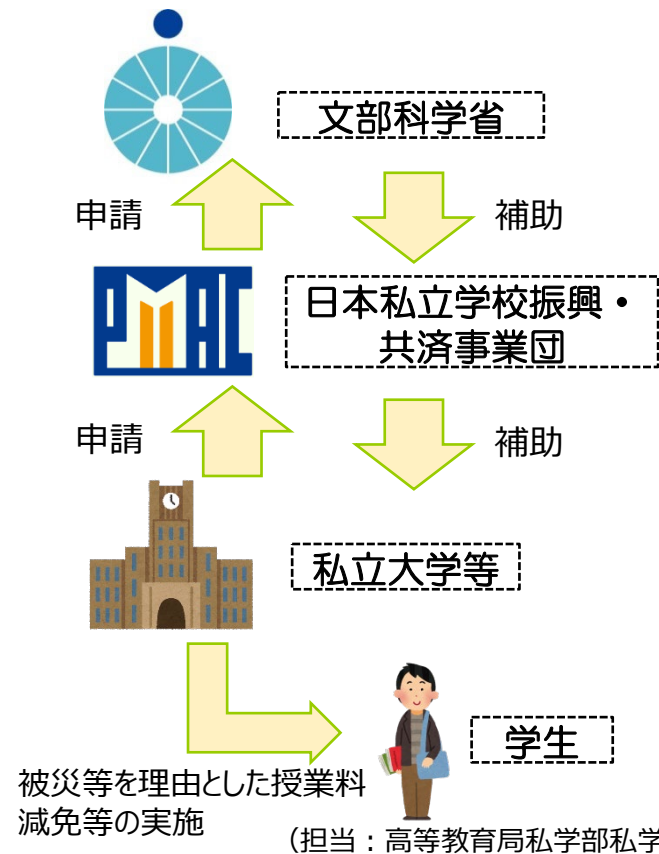 文部科学省
申請
補助
PMAC
日本私立学校振興・
共済事業団
申請
補助
私立大学等
学生
被災等を理由とした授業料
減免等の実施
（担当：高等教育局私学部私学